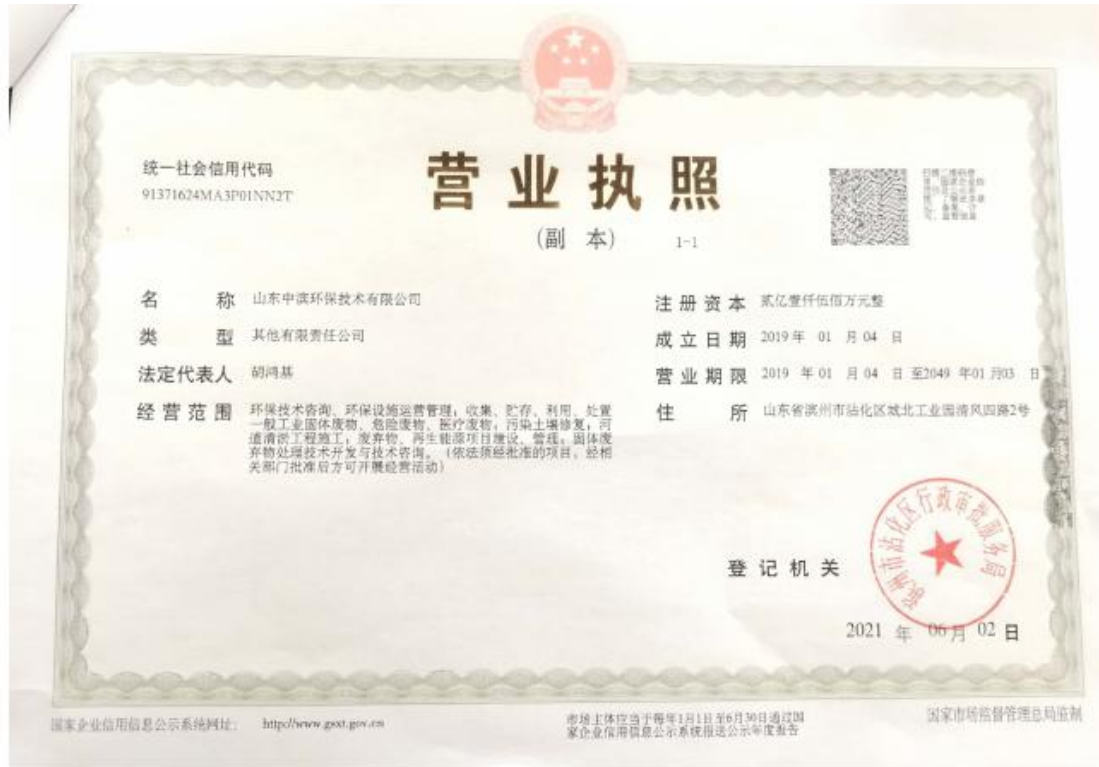 统一社会信用代码
91371624MA3P01NN2T
营业执照
(副 本) 1-1
名 称 山东中滨环保技术有限公司
类 型 其他有限责任公司
法定代表人 胡鸿基
经营范围 环保技术咨询、环保设施运营管理；收集、贮存、利用、处置
一般工业固体废物、危险废物、医疗废物；污染土壤修复；河
道清淤工程施工；废弃物、再生能源项目建设、管理；固体废
弃物处理技术开发与技术咨询。（依法须经批准的项目，经相
关部门批准后方可开展经营活动）
注册资本 贰亿壹仟伍佰万元整
成立日期 2019年 01 月 04 日
营业期限 2019 年 01 月 04 日 至2049 年01 月03 日
住 所 山东省滨州市沾化区城北工业园清风四路2号
登记机关
滨州市沾化区行政审批服务局
2021 年 06月 02 日
国家企业信用信息公示系统网址： http://www.gsxt.gov.cn
市场主体应当于每年1月1日至6月30日通过国
家企业信用信息公示系统报送公示年度报告
国家市场监督管理总局监制